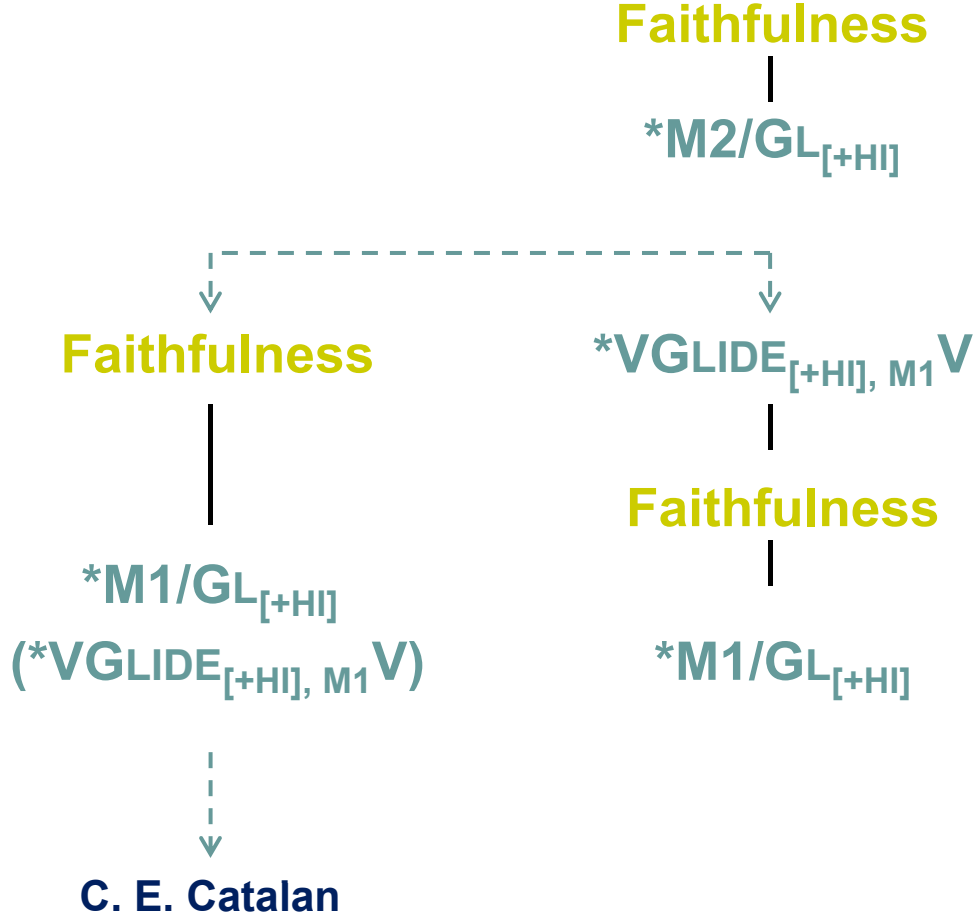 Faithfulness
*M2/GL[+HI]
Faithfulness
*VGLIDE[+HI], M1V
Faithfulness
*M1/GL[+HI]
(*VGLIDE[+HI], M1V)
*M1/GL[+HI]
C. E. Catalan